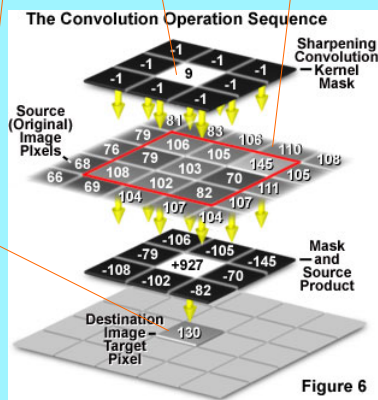 The Convolution Operation Sequence
Sharpening
Convolution
Kernel
Mask
-1
-1 -1
-1 9 -1
-1 -1
-1
Source
(Original)
Image
Pixels
81
79 83
76 106 106
68 79 105 110
66 108 103 145 108
69 102 70 105
104 82 111
107 107
104
-106
-79 -105
-108 +927 -145
-102 -70
-82
Mask
and
Source
Product
Destination
Image
Target
Pixel
130
Figure 6